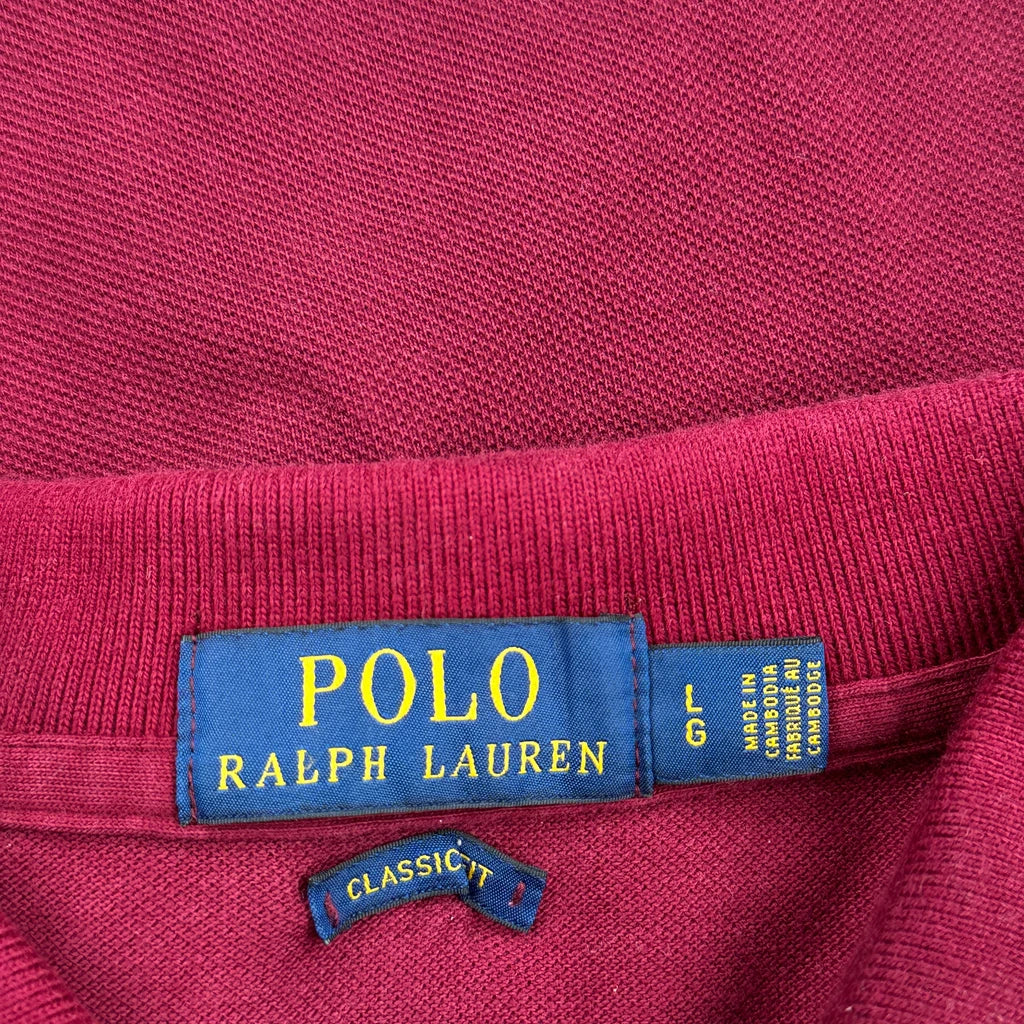 POLO
RALPH LAUREN
L
G
MADE IN
CAMBODIA
FABRIQUÉ AU
CAMBODGE
CLASSIC FIT